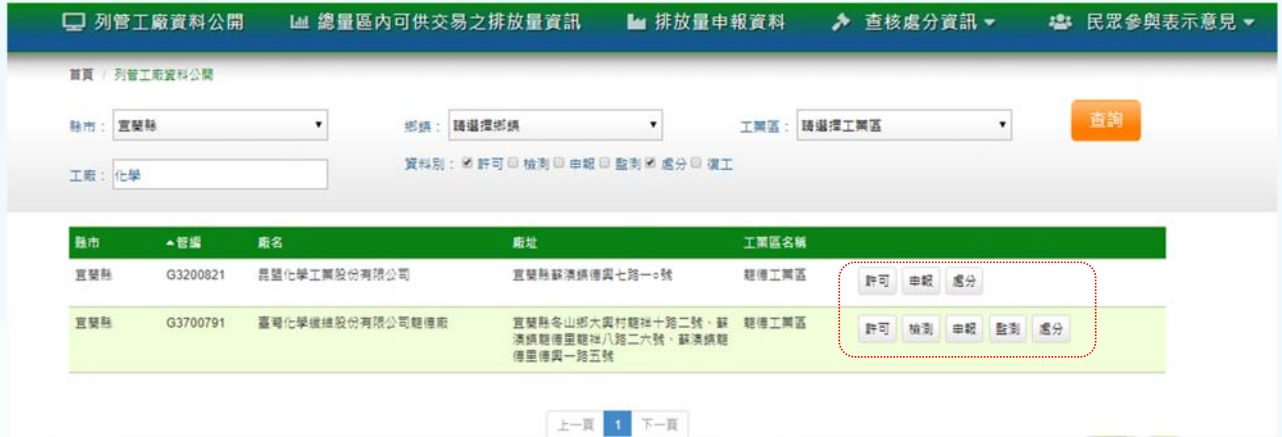 列管工廠資料公開 總量區內可供交易之排放量資訊 排放量申報資料 查核處分資訊 民眾參與表示意見
首頁 / 列管工廠資料公開
縣市： 宜蘭縣 鄉鎮： 請選擇鄉鎮 工業區： 請選擇工業區 查詢
工廠： 化學 資料別： 許可 檢測 申報 監測 處分 復工
縣市 管編 廠名 廠址 工業區名稱
宜蘭縣 G3200821 昆盟化學工業股份有限公司 宜蘭縣蘇澳鎮德興七路一○號 龍德工業區 許可 申報 處分
宜蘭縣 G3700791 臺灣化學纖維股份有限公司龍德廠 宜蘭縣冬山鄉大興村龍祥十路二號、蘇 龍德工業區 許可 檢測 申報 監測 處分
澳鎮龍德里龍祥八路二六號、蘇澳鎮龍
德里德興一路五號
上一頁 1 下一頁